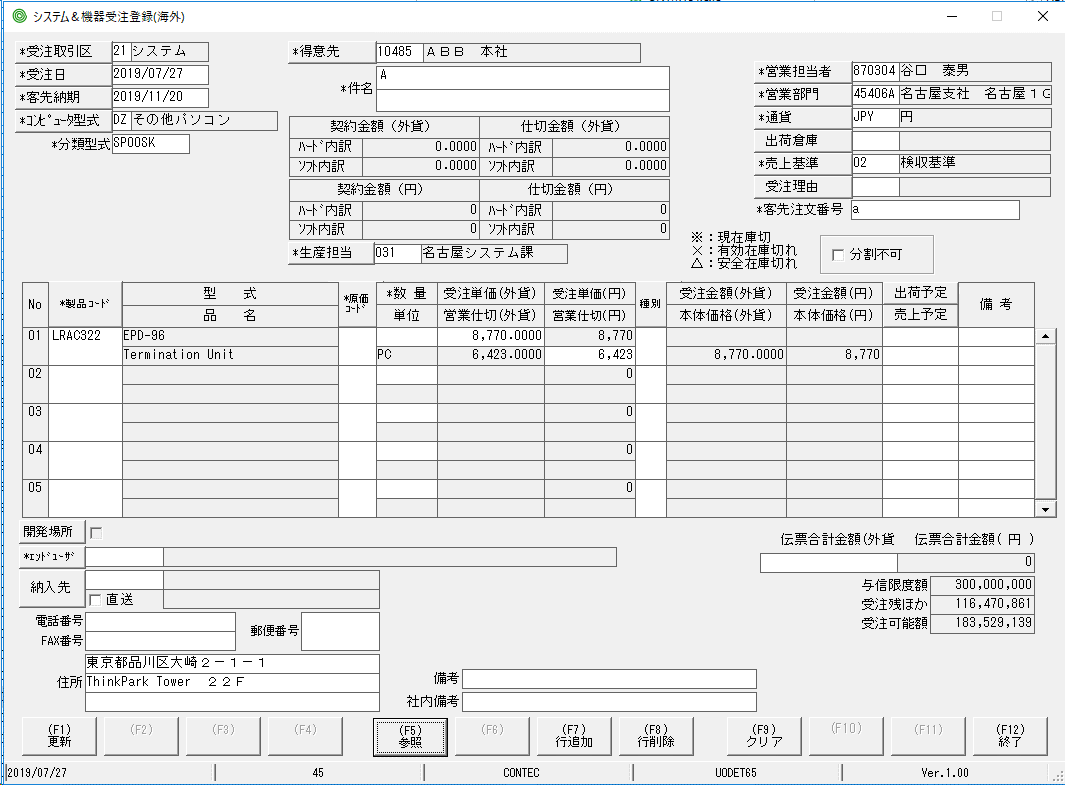 システム＆機器受注登録(海外)
*受注取引区 21 システム
*受注日 2019/07/27
*客先納期 2019/11/20
*ｺﾝﾋﾟｭｰﾀ型式 DZ その他パソコン
*分類型式 SP00SK
*得意先 10485 ＡＢＢ　本社
*件名 A
契約金額（外貨） 仕切金額（外貨）
ﾊｰﾄﾞ内訳 0.0000 ﾊｰﾄﾞ内訳 0.0000
ｿﾌﾄ内訳 0.0000 ｿﾌﾄ内訳 0.0000
契約金額（円） 仕切金額（円）
ﾊｰﾄﾞ内訳 0 ﾊｰﾄﾞ内訳 0
ｿﾌﾄ内訳 0 ｿﾌﾄ内訳 0
*生産担当 031 名古屋システム課
*営業担当者 870304 谷口　泰男
*営業部門 45406A 名古屋支社　名古屋１Ｇ
*通貨 JPY 円
出荷倉庫
*売上基準 02 検収基準
受注理由
*客先注文番号 a
※：現在庫切
×：有効在庫切れ
△：安全在庫切れ
分割不可
No *製品ｺｰﾄﾞ 型　式 *原価ｺｰﾄﾞ *数 量 受注単価(外貨) 受注単価(円) 種別 受注金額(外貨) 受注金額(円) 出荷予定 備 考
品　名 単位 営業仕切(外貨) 営業仕切(円) 本体価格(外貨) 本体価格(円) 売上予定
01 LRAC322 EPD-96 8,770.0000 8,770
Termination Unit PC 6,423.0000 6,423 8,770.0000 8,770
02 0
03 0
04 0
05 0
開発場所
*ｴﾝﾄﾞﾕｰｻﾞ
納入先
直送
電話番号 郵便番号
FAX番号
住所 東京都品川区大崎２－１－１
ThinkPark Tower　２２Ｆ
伝票合計金額(外貨 伝票合計金額( 円 )
0
与信限度額 300,000,000
受注残ほか 116,470,861
受注可能額 183,529,139
備考
社内備考
(F1) 更新
(F2)
(F3)
(F4)
(F5) 参照
(F6)
(F7) 行追加
(F8) 行削除
(F9) クリア
(F10)
(F11)
(F12) 終了
2019/07/27 45 CONTEC UODET65 Ver.1.00